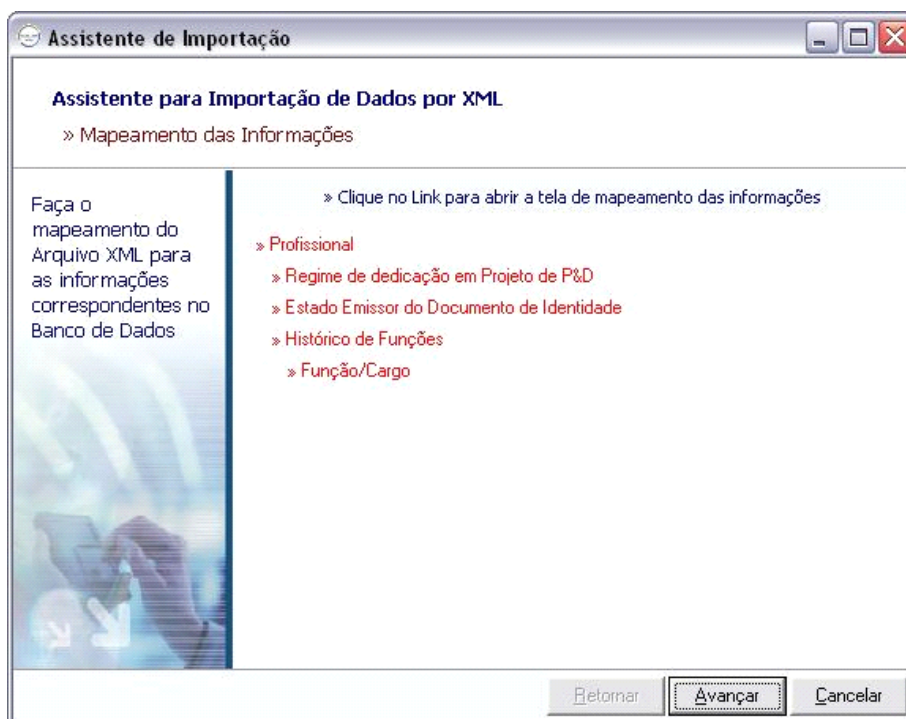 Assistente de Importação
Assistente para Importação de Dados por XML
» Mapeamento das Informações
Faça o
mapeamento do
Arquivo XML para
as informações
correspondentes no
Banco de Dados
» Clique no Link para abrir a tela de mapeamento das informações
» Profissional
» Regime de dedicação em Projeto de P&D
» Estado Emissor do Documento de Identidade
» Histórico de Funções
» Função/Cargo
Retornar
Avançar
Cancelar